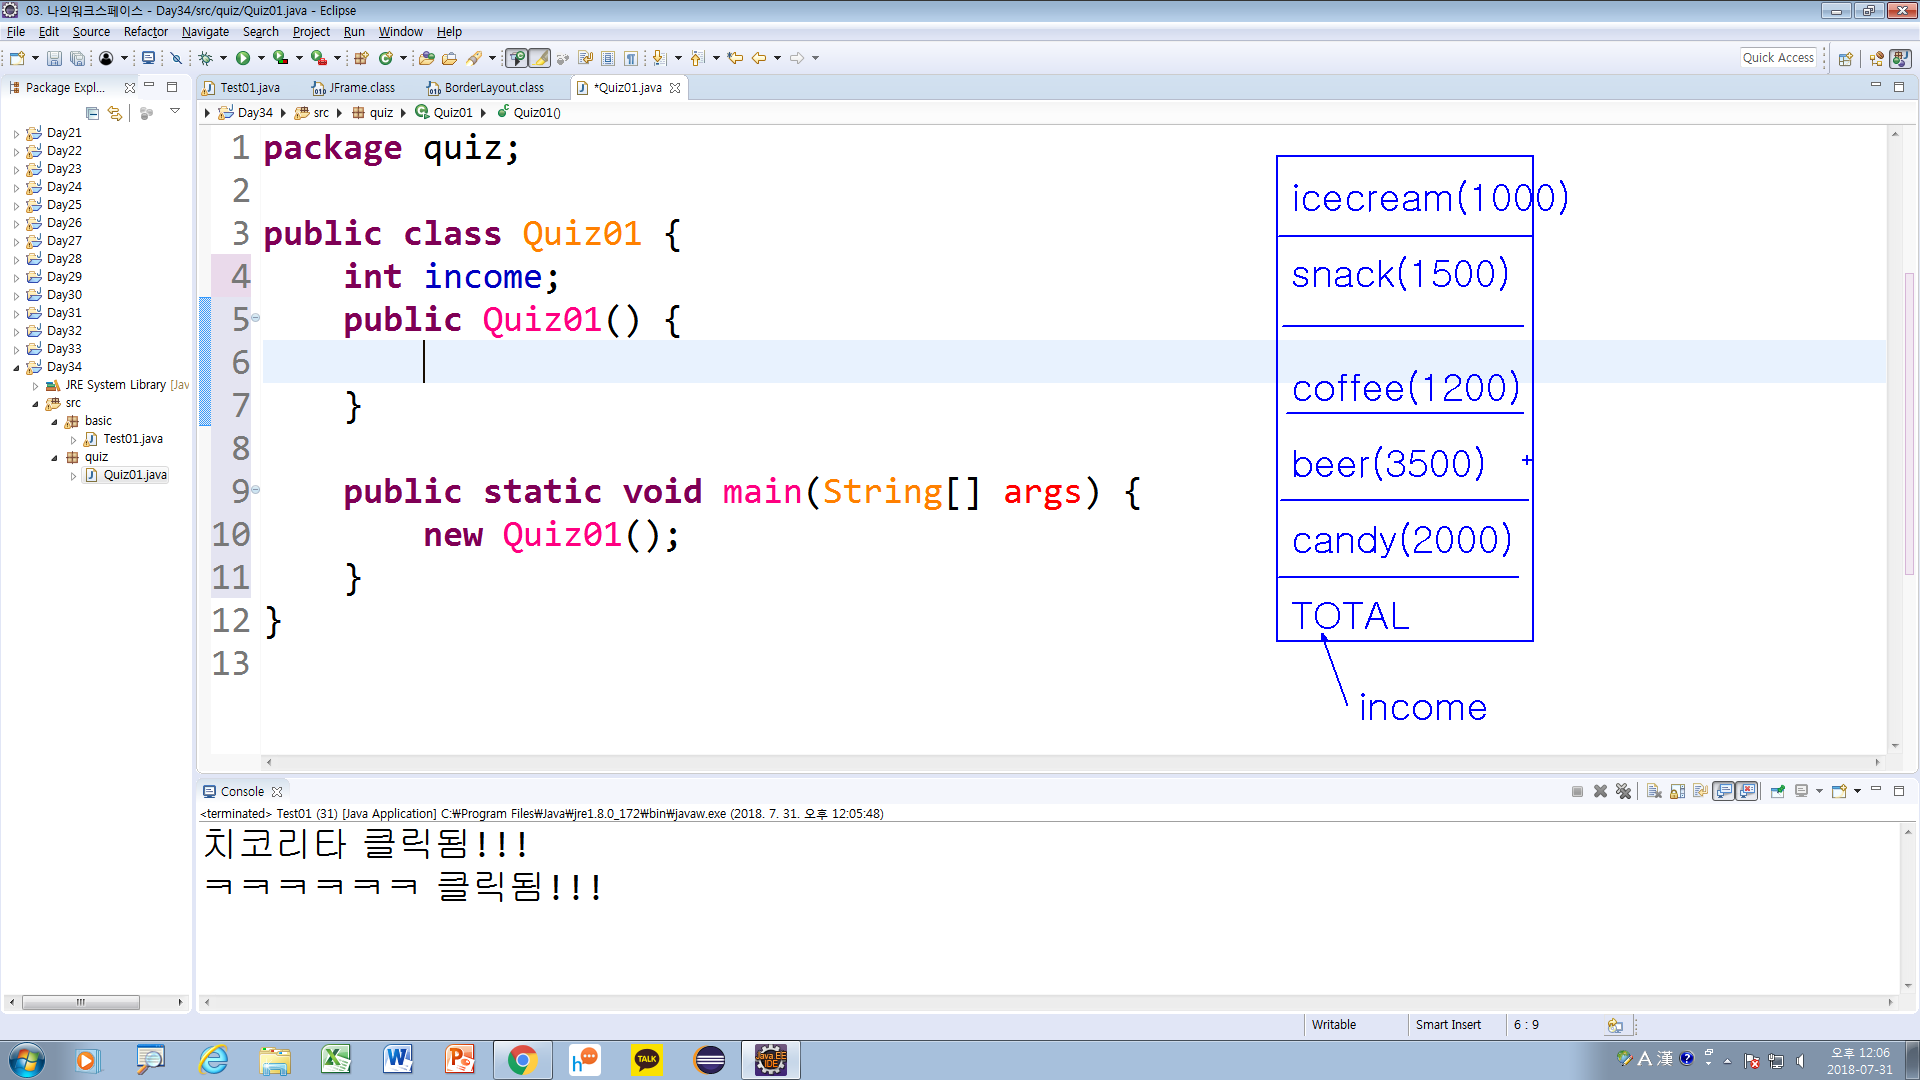 03. 나의워크스페이스 - Day34/src/quiz/Quiz01.java - Eclipse
File Edit Source Refactor Navigate Search Project Run Window Help
Quick Access
Package Expl...
Test01.java JFrame.class BorderLayout.class *Quiz01.java
Day34 src quiz Quiz01 Quiz01()
Day21
Day22
Day23
Day24
Day25
Day26
Day27
Day28
Day29
Day30
Day31
Day32
Day33
Day34
JRE System Library [Jav
src
basic
Test01.java
quiz
Quiz01.java
1 package quiz;
2
3 public class Quiz01 {
4 int income;
5 public Quiz01() {
6
7 }
8
9 public static void main(String[] args) {
10 new Quiz01();
11 }
12 }
13
icecream(1000)
snack(1500)
coffee(1200)
beer(3500)
candy(2000)
TOTAL
income
Console
<terminated> Test01 (31) [Java Application] C:₩Program Files₩Java₩jre1.8.0_172₩bin₩javaw.exe (2018. 7. 31. 오후 12:05:48)
치코리타 클릭됨!!!
ㅋㅋㅋㅋㅋㅋ 클릭됨!!!
Writable Smart Insert 6 : 9
TALK
Java EE
IDE
A 漢
오후 12:06
2018-07-31